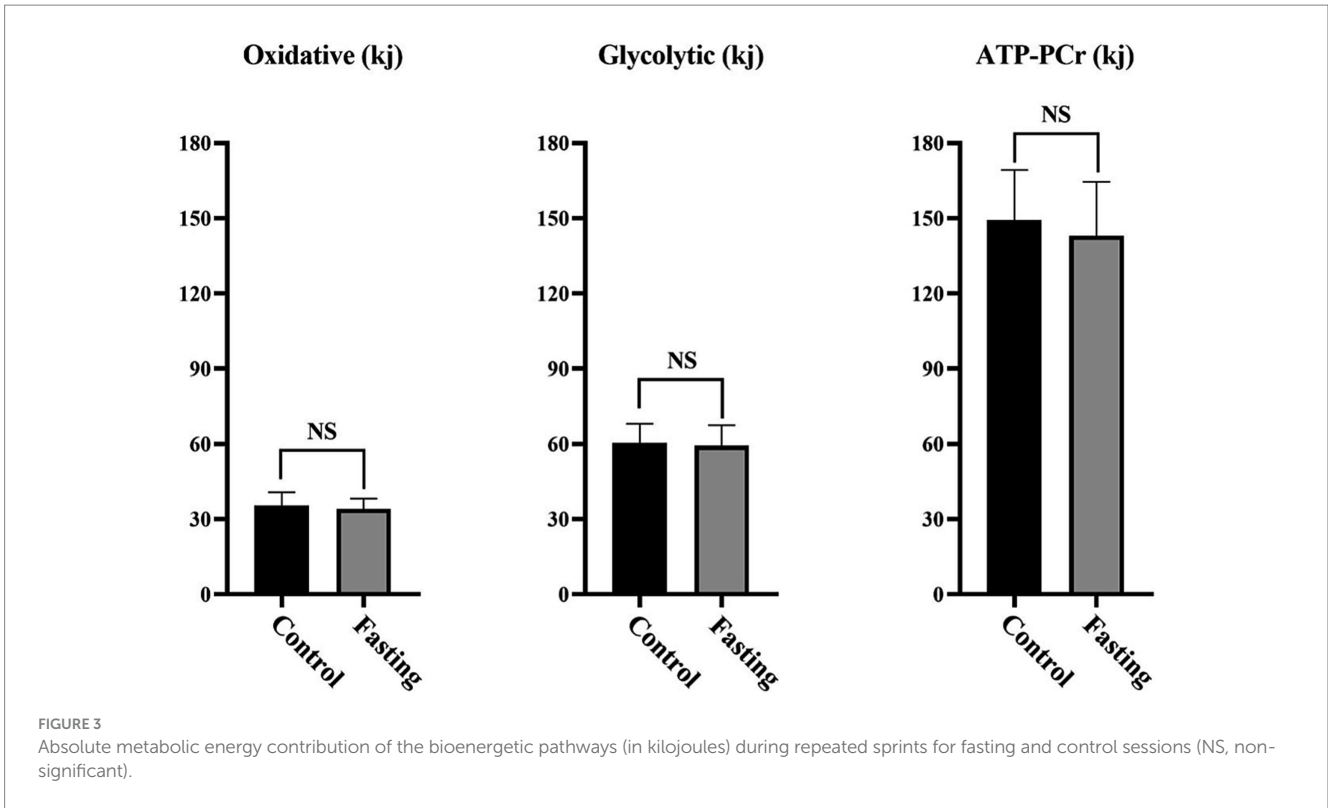 Oxidative (kj)
180
150
120
90
60
30
0
NS
Control
Fasting
Glycolytic (kj)
180
150
120
90
60
30
0
NS
Control
Fasting
ATP-PCr (kj)
180
150
120
90
60
30
0
NS
Control
Fasting
FIGURE 3
Absolute metabolic energy contribution of the bioenergetic pathways (in kilojoules) during repeated sprints for fasting and control sessions (NS, non-
significant).